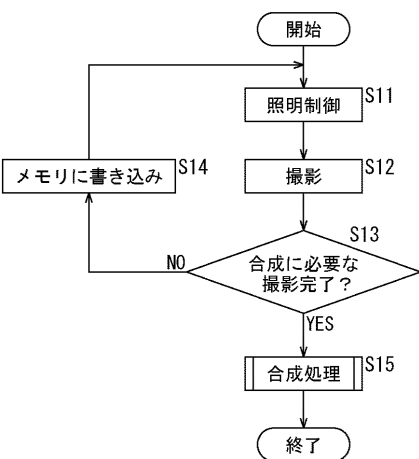 開始
照明制御
S11
撮影
S12
合成に必要な
撮影完了?
S13
NO
メモリに書き込み
S14
YES
合成処理
S15
終了